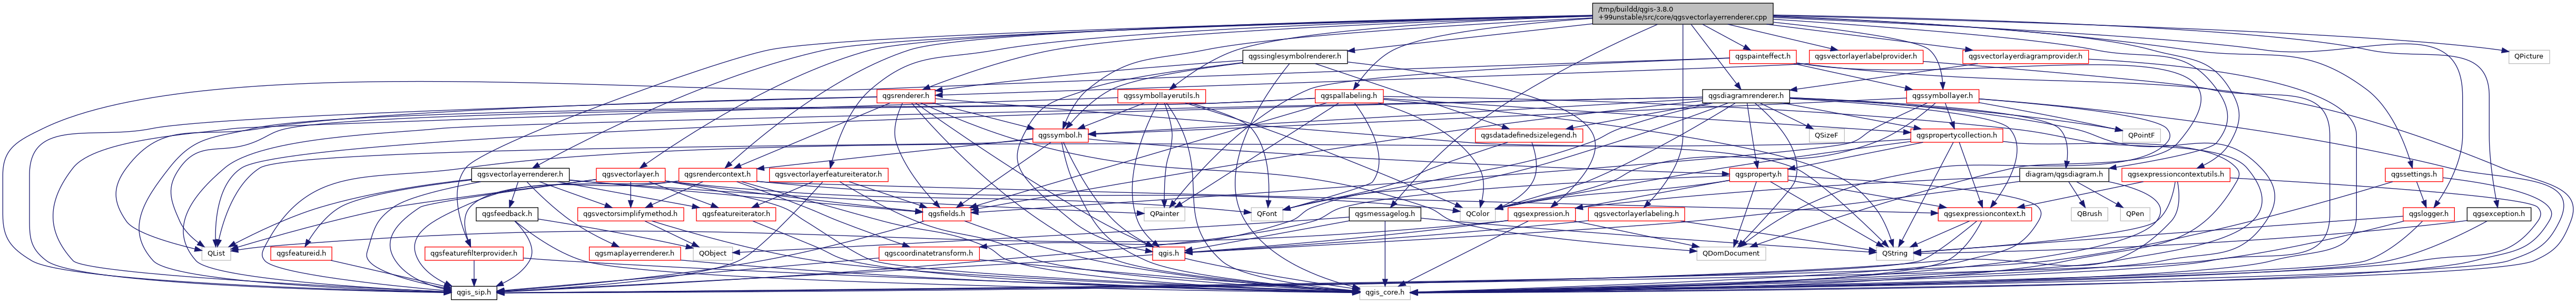 /tmp/buildd/qgis-3.8.0
+99unstable/src/core/qgsvectorlayerrenderer.cpp
qgssinglesymbolrenderer.h
qgspainteffect.h
qgsvectorlayerlabelprovider.h
qgsvectorlayerdiagramprovider.h
QPicture
qgsrenderer.h
qgssymbollayerutils.h
qgspallabeling.h
qgsdiagramrenderer.h
qgssymbollayer.h
qgssymbol.h
qgsdatadefinedsizelegend.h
QSizeF
qgspropertycollection.h
QPointF
qgsvectorlayerrenderer.h
qgsvectorlayer.h
qgsrendercontext.h
qgsvectorlayerfeatureiterator.h
qgsproperty.h
diagram/qgsdiagram.h
qgsexpressioncontextutils.h
qgssettings.h
qgsfeedback.h
qgsvectorsimplifymethod.h
qgsfeatureiterator.h
qgsfields.h
QPainter
QFont
qgsmessagelog.h
QColor
qgsexpression.h
qgsvectorlayerlabeling.h
qgsexpressioncontext.h
QBrush
QPen
qgslogger.h
qgsexception.h
QList
qgsfeatureid.h
qgsfeaturefilterprovider.h
qgsmaplayerrenderer.h
QObject
qgscoordinatetransform.h
qgis.h
QDomDocument
QString
qgis_sip.h
qgis_core.h